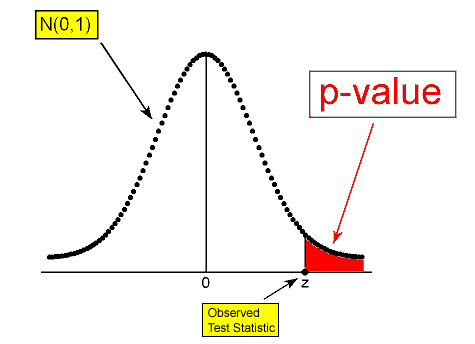 N(0,1)
p-value
0
z
Observed
Test Statistic